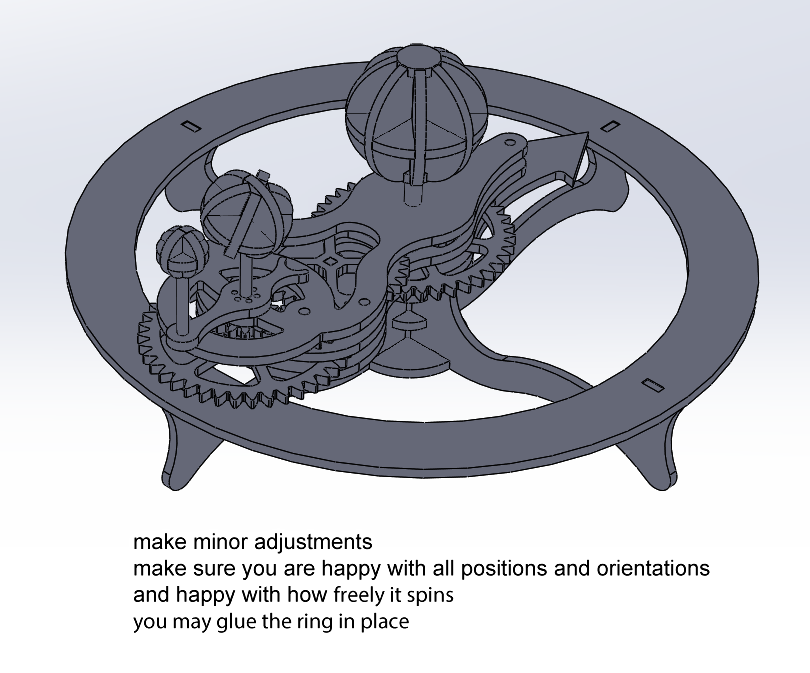 make minor adjustments
make sure you are happy with all positions and orientations
and happy with how freely it spins
you may glue the ring in place